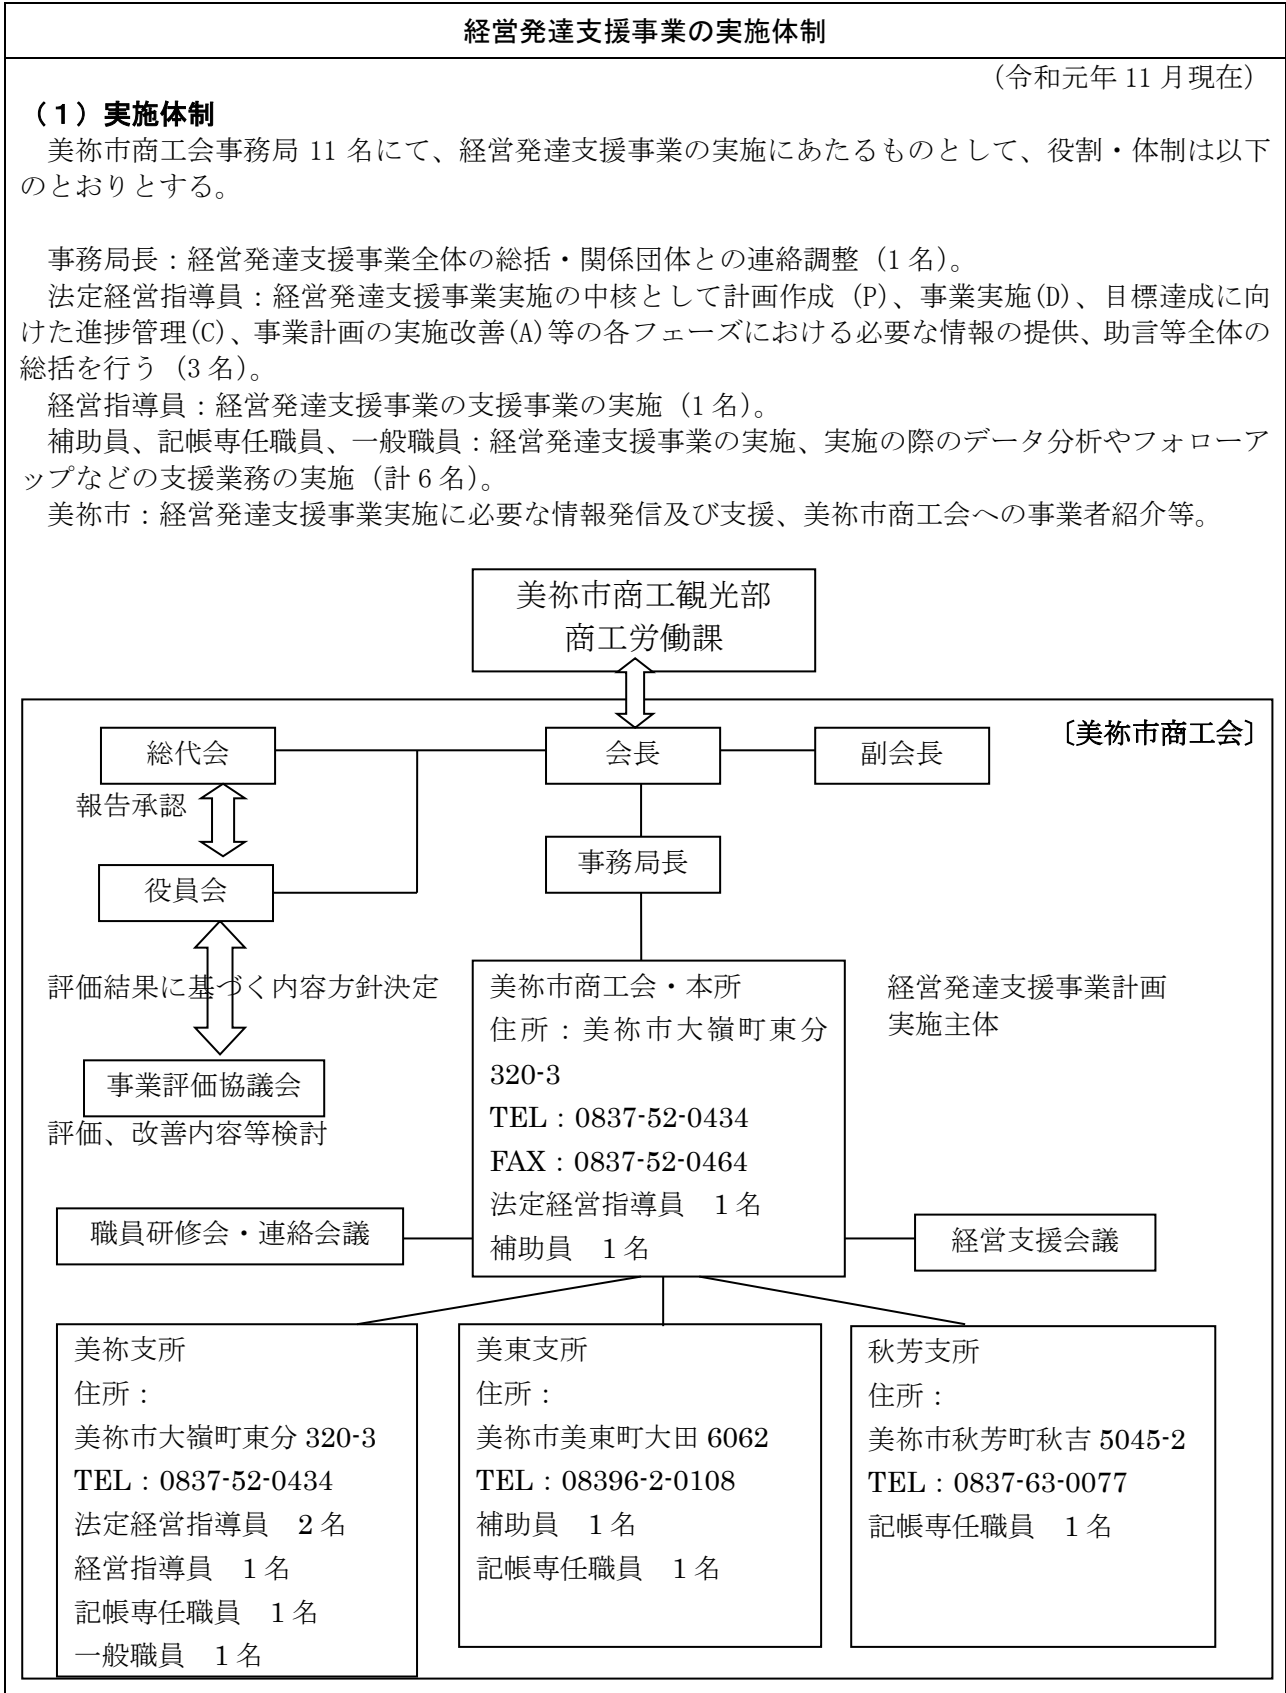 経営発達支援事業の実施体制
（令和元年 11 月現在）
（１）実施体制
美祢市商工会事務局 11 名にて、経営発達支援事業の実施にあたるものとして、役割・体制は以下
のとおりとする。
事務局長：経営発達支援事業全体の総括・関係団体との連絡調整（1 名）。
法定経営指導員：経営発達支援事業実施の中核として計画作成（P）、事業実施(D)、目標達成に向
けた進捗管理(C)、事業計画の実施改善(A)等の各フェーズにおける必要な情報の提供、助言等全体の
総括を行う（3 名）。
経営指導員：経営発達支援事業の支援事業の実施（1 名）。
補助員、記帳専任職員、一般職員：経営発達支援事業の実施、実施の際のデータ分析やフォローア
ップなどの支援業務の実施（計 6 名）。
美祢市：経営発達支援事業実施に必要な情報発信及び支援、美祢市商工会への事業者紹介等。
美祢市商工観光部
商工労働課
〔美祢市商工会〕
総代会
会長
副会長
報告承認
事務局長
役員会
評価結果に基づく内容方針決定
事業評価協議会
評価、改善内容等検討
美祢市商工会・本所
住所：美祢市大嶺町東分
320-3
TEL：0837-52-0434
FAX：0837-52-0464
法定経営指導員　１名
補助員　１名
経営発達支援事業計画
実施主体
職員研修会・連絡会議
経営支援会議
美祢支所
住所：
美祢市大嶺町東分 320-3
TEL：0837-52-0434
法定経営指導員　２名
経営指導員　１名
記帳専任職員　１名
一般職員　１名
美東支所
住所：
美祢市美東町大田 6062
TEL：08396-2-0108
補助員　１名
記帳専任職員　１名
秋芳支所
住所：
美祢市秋芳町秋吉 5045-2
TEL：0837-63-0077
記帳専任職員　１名